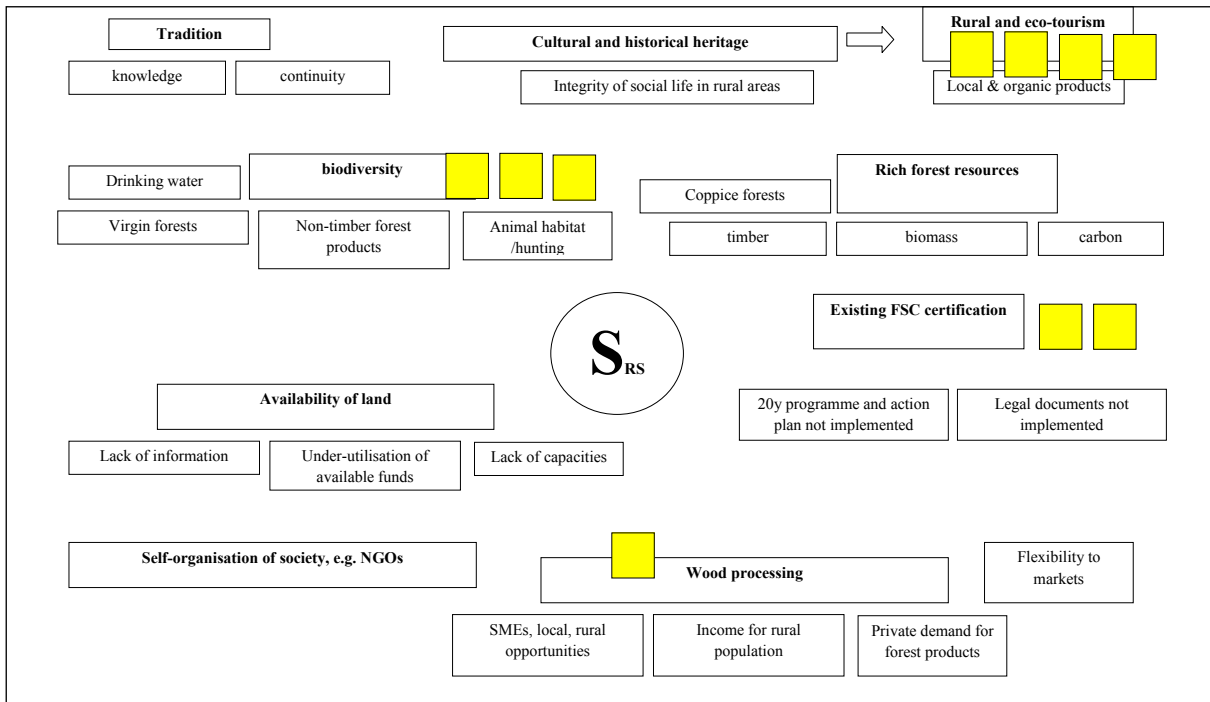 Tradition
knowledge
continuity
Cultural and historical heritage
Integrity of social life in rural areas
Rural and eco-tourism
Local & organic products
Drinking water
biodiversity
Virgin forests
Non-timber forest
products
Animal habitat
/hunting
Rich forest resources
Coppice forests
timber
biomass
carbon
Existing FSC certification
20y programme and action
plan not implemented
Legal documents not
implemented
SRS
Availability of land
Lack of information
Under-utilisation of
available funds
Lack of capacities
Self-organisation of society, e.g. NGOs
Wood processing
Flexibility to
markets
SMEs, local, rural
opportunities
Income for rural
population
Private demand for
forest products